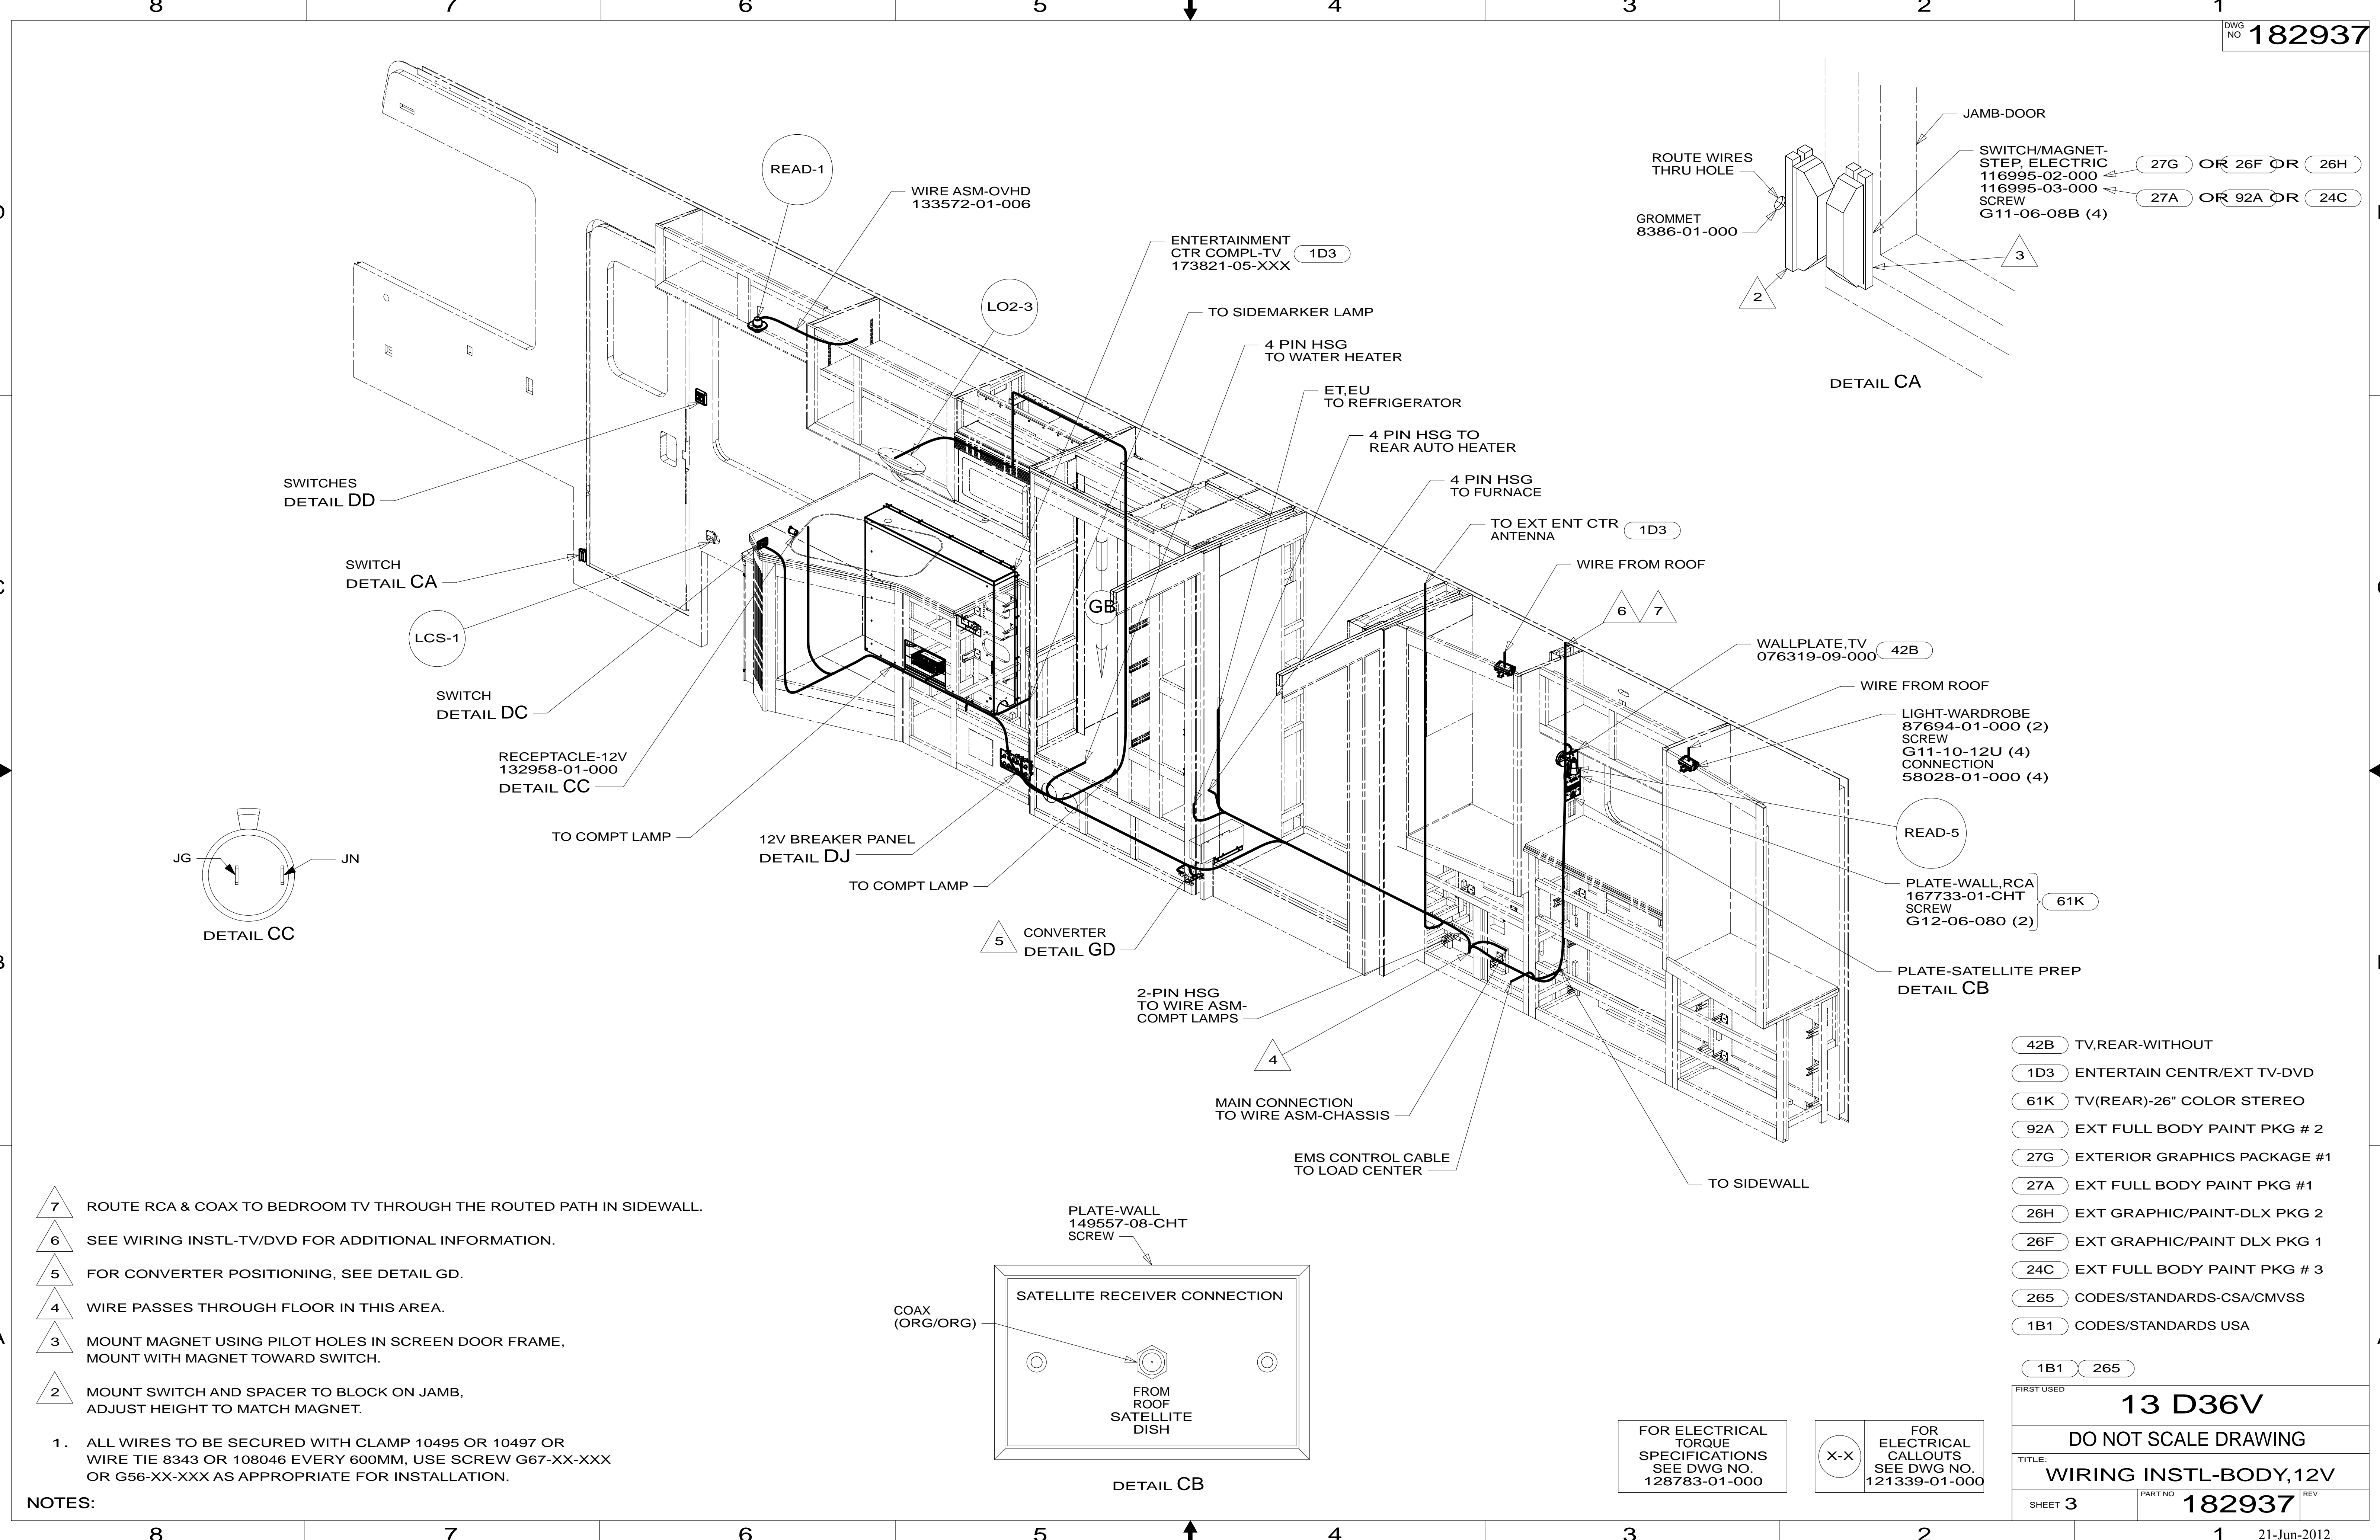 8 7 6 5 4 3 2 1
DWG NO 182937
JAMB-DOOR
ROUTE WIRES
THRU HOLE
GROMMET
8386-01-000
SWITCH/MAGNET-
STEP, ELECTRIC
116995-02-000
116995-03-000
SCREW
G11-06-08B (4)
27G OR 26F OR 26H
27A OR 92A OR 24C
3
2
DETAIL CA
READ-1
WIRE ASM-OVHD
133572-01-006
ENTERTAINMENT
CTR COMPL-TV
173821-05-XXX
1D3
LO2-3
TO SIDEMARKER LAMP
4 PIN HSG
TO WATER HEATER
ET,EU
TO REFRIGERATOR
4 PIN HSG TO
REAR AUTO HEATER
4 PIN HSG
TO FURNACE
TO EXT ENT CTR
ANTENNA
1D3
WIRE FROM ROOF
6 7
WALLPLATE,TV
076319-09-000
42B
WIRE FROM ROOF
LIGHT-WARDROBE
87694-01-000 (2)
SCREW
G11-10-12U (4)
CONNECTION
58028-01-000 (4)
READ-5
PLATE-WALL,RCA
167733-01-CHT
SCREW
G12-06-080 (2)
61K
PLATE-SATELLITE PREP
DETAIL CB
SWITCHES
DETAIL DD
SWITCH
DETAIL CA
LCS-1
SWITCH
DETAIL DC
RECEPTACLE-12V
132958-01-000
DETAIL CC
GB
TO COMPT LAMP
12V BREAKER PANEL
DETAIL DJ
TO COMPT LAMP
5
CONVERTER
DETAIL GD
2-PIN HSG
TO WIRE ASM-
COMPT LAMPS
4
MAIN CONNECTION
TO WIRE ASM-CHASSIS
EMS CONTROL CABLE
TO LOAD CENTER
TO SIDEWALL
JG
JN
DETAIL CC
42B TV,REAR-WITHOUT
1D3 ENTERTAIN CENTR/EXT TV-DVD
61K TV(REAR)-26" COLOR STEREO
92A EXT FULL BODY PAINT PKG # 2
27G EXTERIOR GRAPHICS PACKAGE #1
27A EXT FULL BODY PAINT PKG #1
26H EXT GRAPHIC/PAINT-DLX PKG 2
26F EXT GRAPHIC/PAINT DLX PKG 1
24C EXT FULL BODY PAINT PKG # 3
265 CODES/STANDARDS-CSA/CMVSS
1B1 CODES/STANDARDS USA
1B1 265
7 ROUTE RCA & COAX TO BEDROOM TV THROUGH THE ROUTED PATH IN SIDEWALL.
6 SEE WIRING INSTL-TV/DVD FOR ADDITIONAL INFORMATION.
5 FOR CONVERTER POSITIONING, SEE DETAIL GD.
4 WIRE PASSES THROUGH FLOOR IN THIS AREA.
3 MOUNT MAGNET USING PILOT HOLES IN SCREEN DOOR FRAME,
MOUNT WITH MAGNET TOWARD SWITCH.
2 MOUNT SWITCH AND SPACER TO BLOCK ON JAMB,
ADJUST HEIGHT TO MATCH MAGNET.
1. ALL WIRES TO BE SECURED WITH CLAMP 10495 OR 10497 OR
WIRE TIE 8343 OR 108046 EVERY 600MM, USE SCREW G67-XX-XXX
OR G56-XX-XXX AS APPROPRIATE FOR INSTALLATION.
NOTES:
PLATE-WALL
149557-08-CHT
SCREW
COAX
(ORG/ORG)
SATELLITE RECEIVER CONNECTION
FROM
ROOF
SATELLITE
DISH
DETAIL CB
FOR ELECTRICAL
TORQUE
SPECIFICATIONS
SEE DWG NO.
128783-01-000
X-X
FOR
ELECTRICAL
CALLOUTS
SEE DWG NO.
121339-01-000
FIRST USED
13 D36V
DO NOT SCALE DRAWING
TITLE:
WIRING INSTL-BODY,12V
SHEET 3
PART NO 182937
REV
8 7 6 5 4 3 2 1
21-Jun-2012